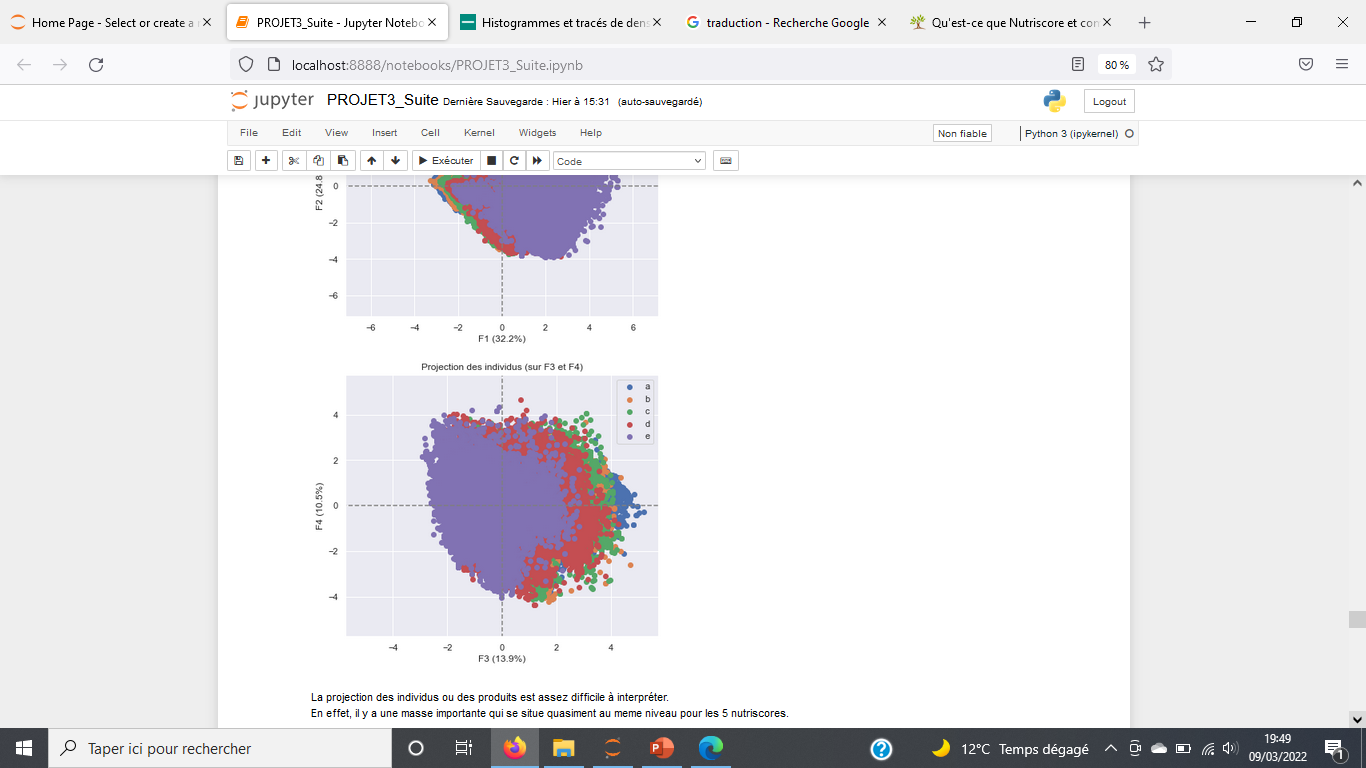 Home Page - Select or create a n
PROJET3_Suite - Jupyter Notebo
Histogrammes et tracés de dens
traduction - Recherche Google
Qu'est-ce que Nutriscore et con
localhost:8888/notebooks/PROJET3_Suite.ipynb
80 %
jupyter PROJET3_Suite Dernière Sauvegarde : Hier à 15:31 (auto-sauvegardé)
Logout
File Edit View Insert Cell Kernel Widgets Help
Non fiable
Python 3 (ipykernel)
Exécuter
Code
F2 (24.8
0
−2
−4
−6
−6 −4 −2 0 2 4 6
F1 (32.2%)
Projection des individus (sur F3 et F4)
a
b
c
d
e
4
2
0
−2
−4
F4 (10.5%)
−4 −2 0 2 4
F3 (13.9%)
La projection des individus ou des produits est assez difficile à interpréter.
En effet, il y a une masse importante qui se situe quasiment au meme niveau pour les 5 nutriscores.
Taper ici pour rechercher
12°C Temps dégagé
19:49
09/03/2022
1